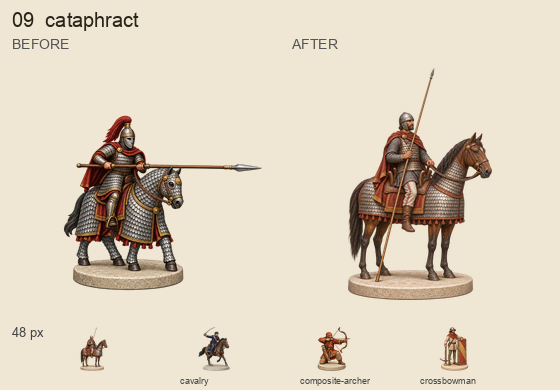 09 cataphract
BEFORE
AFTER
48 px
cavalry
composite-archer
crossbowman